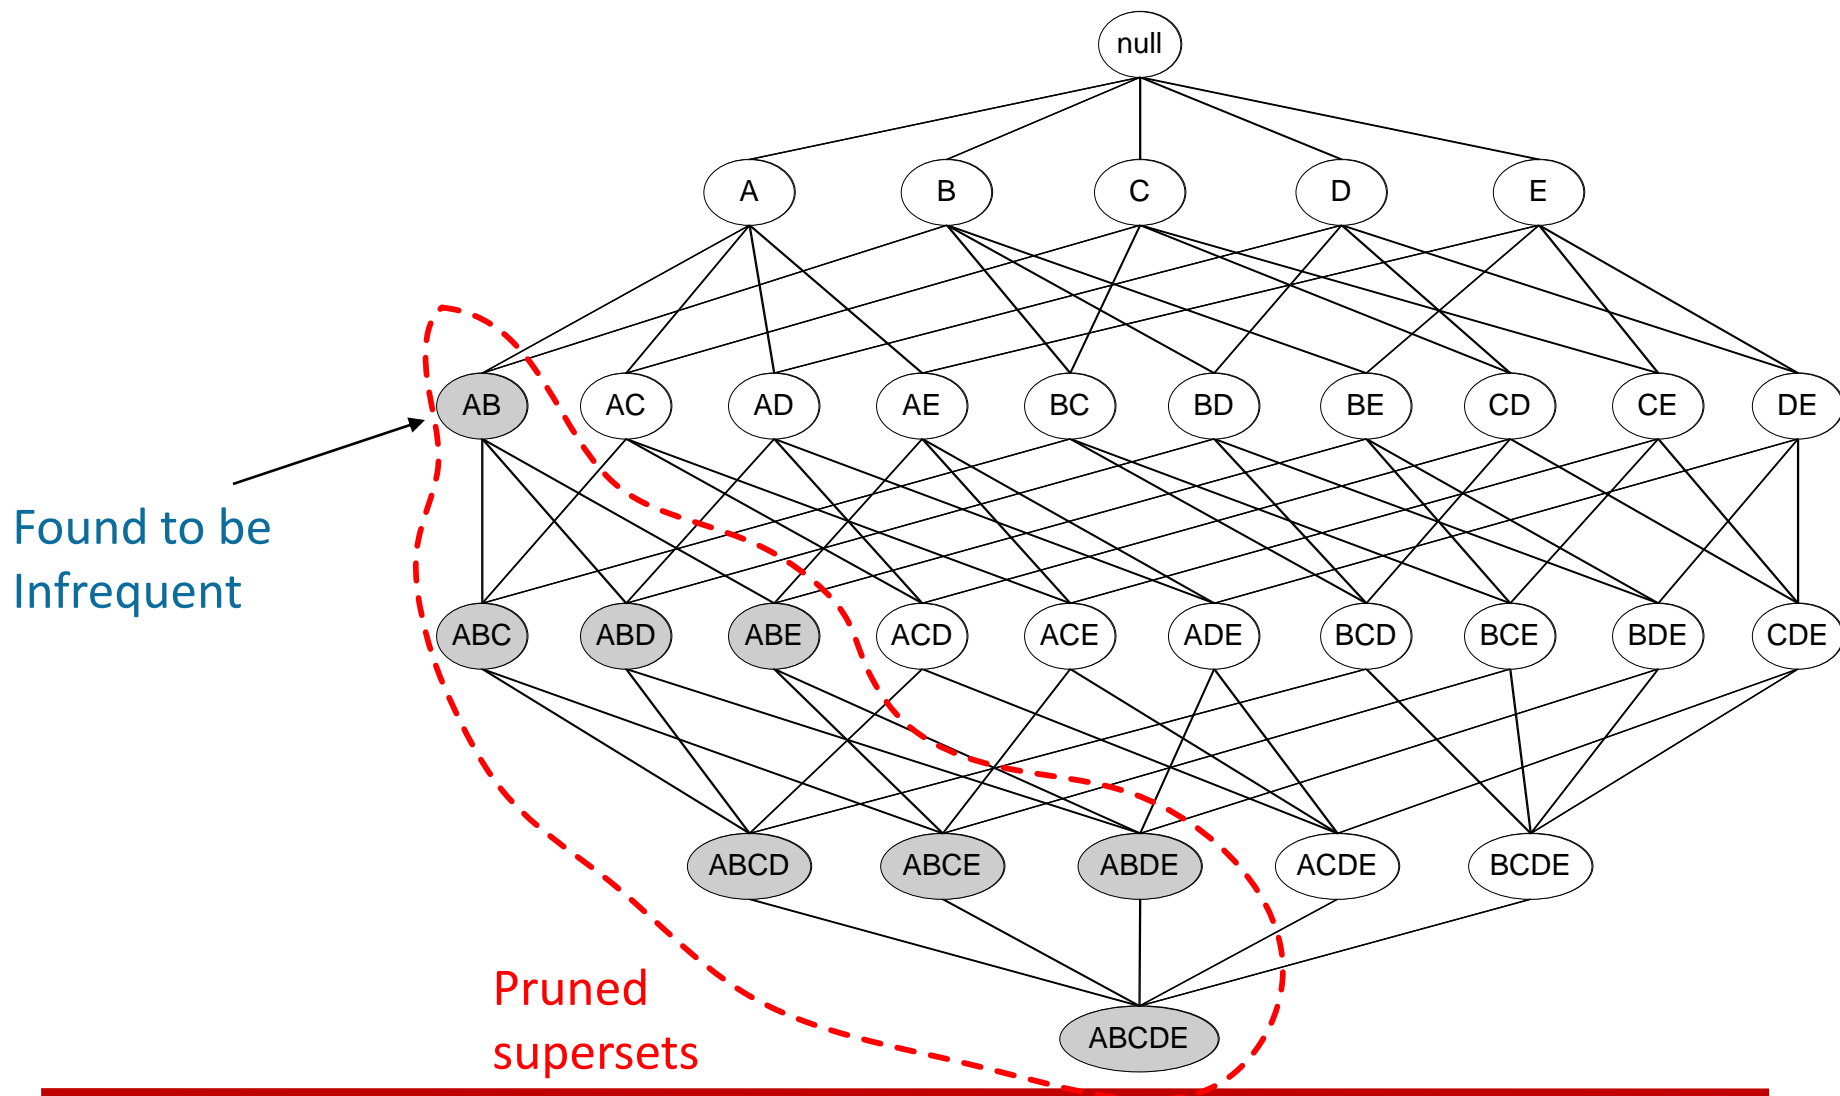 null
A B C D E
AB AC AD AE BC BD BE CD CE DE
Found to be
Infrequent
ABC ABD ABE ACD ACE ADE BCD BCE BDE CDE
ABCD ABCE ABDE ACDE BCDE
Pruned
supersets
ABCDE